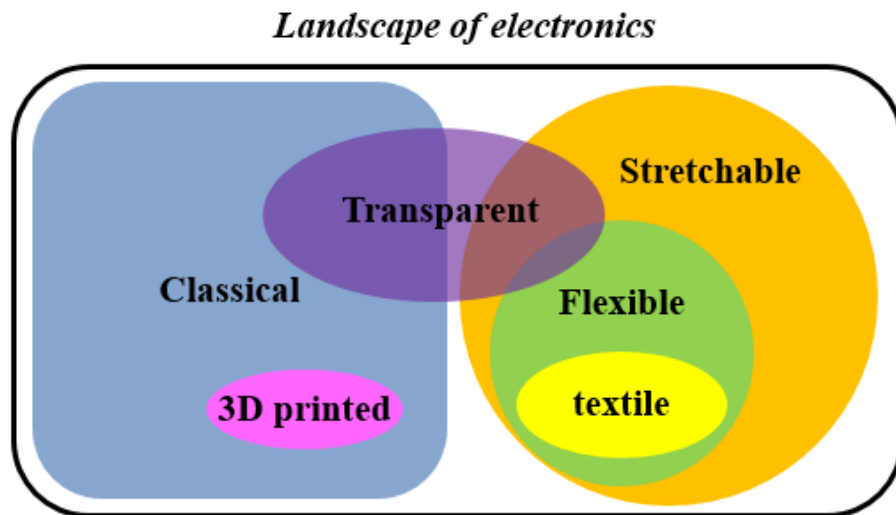 Landscape of electronics
Stretchable
Transparent
Classical
Flexible
3D printed
textile